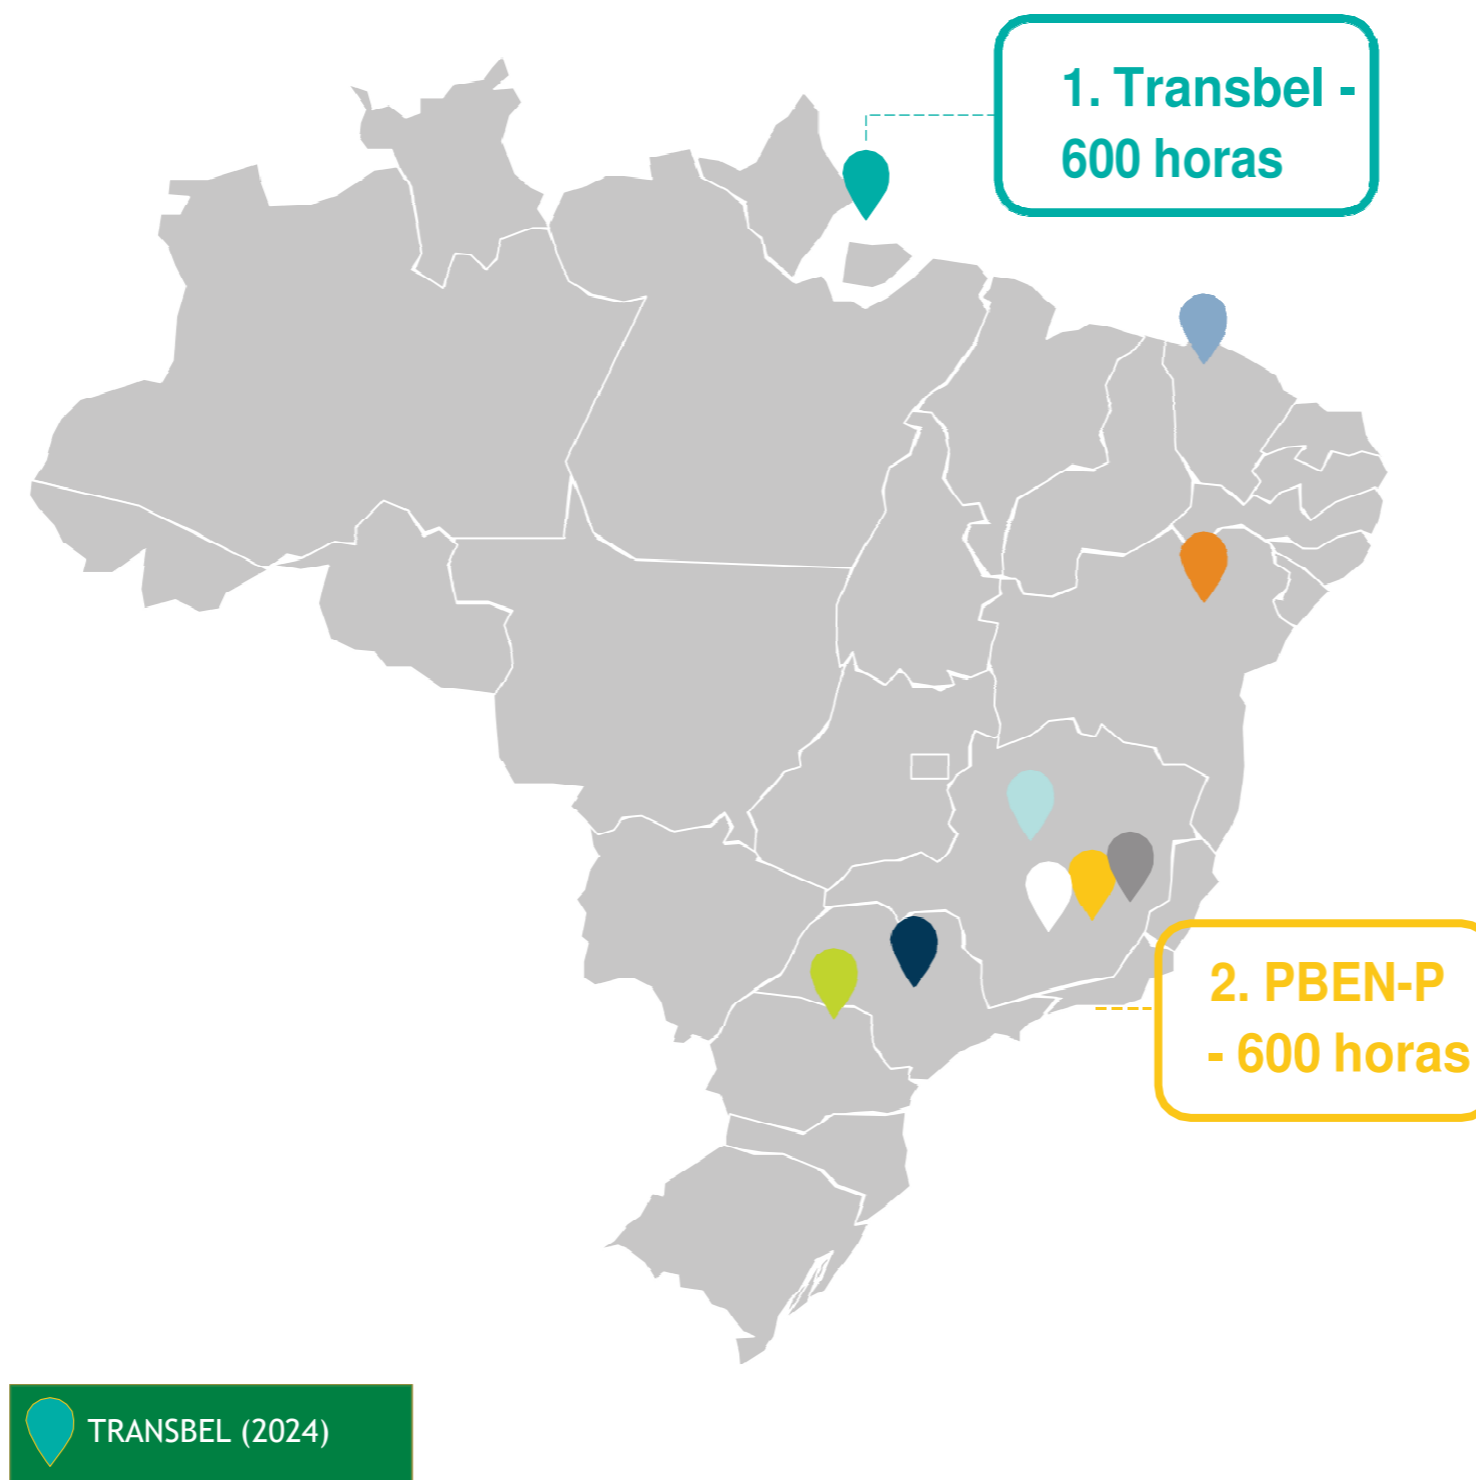 1. Transbel -
600 horas
2. PBEN-P
- 600 horas
TRANSBEL (2024)